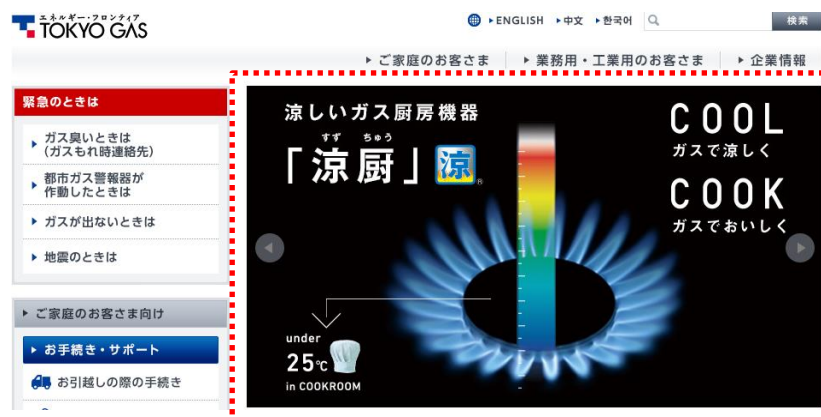 エネルギー・フロンティア
TOKYO GAS
ENGLISH 中文 한국어
検索
ご家庭のお客さま 業務用・工業用のお客さま 企業情報
緊急のときは
ガス臭いときは
(ガスもれ時連絡先)
都市ガス警報器が
作動したときは
ガスが出ないときは
地震のときは
ご家庭のお客さま向け
お手続き・サポート
お引越しの際の手続き
涼しいガス厨房機器
すず ちゅう
「涼厨」涼®
COOL
ガスで涼しく
COOK
ガスでおいしく
under
25℃
in COOKROOM